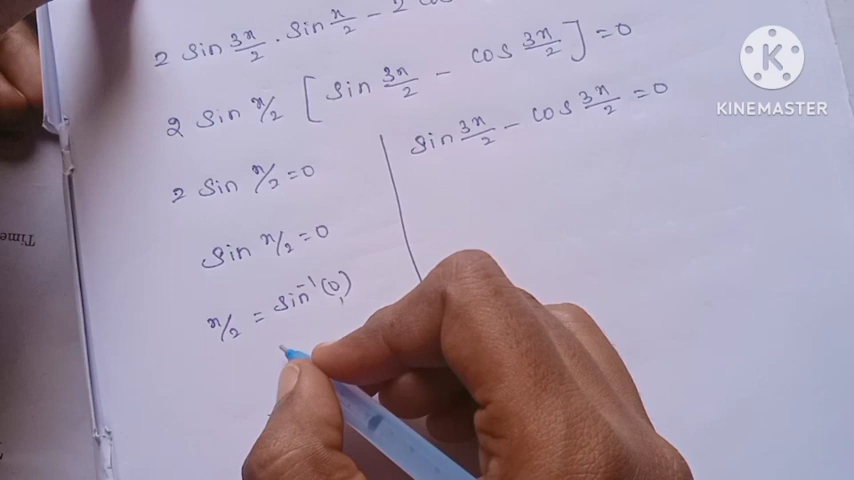 2 sin 3x/2 . sin x/2 - 2 cos
2 sin x/2 [ sin 3x/2 - cos 3x/2 ] = 0
2 sin x/2 = 0
sin x/2 = 0
x/2 = sin⁻¹(0)
sin 3x/2 - cos 3x/2 = 0
Time
K
KINEMASTER